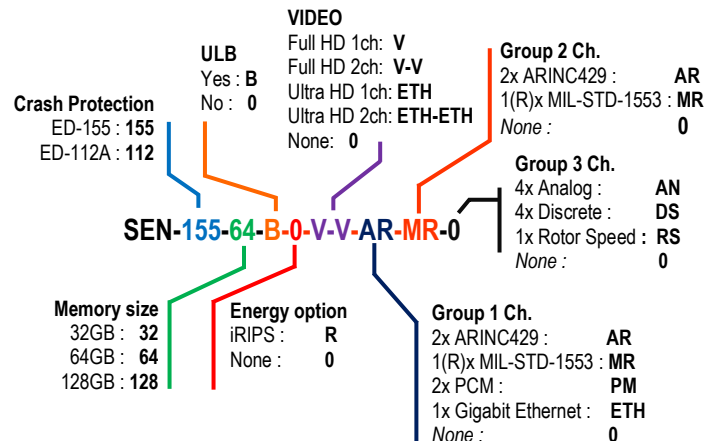 VIDEO
Full HD 1ch: V
Full HD 2ch: V-V
Ultra HD 1ch: ETH
Ultra HD 2ch: ETH-ETH
None: 0
ULB
Yes : B
No : 0
Group 2 Ch.
2x ARINC429 : AR
1(R)x MIL-STD-1553 : MR
None : 0
Crash Protection
ED-155 : 155
ED-112A : 112
Group 3 Ch.
4x Analog : AN
4x Discrete : DS
1x Rotor Speed : RS
None : 0
SEN-155-64-B-0-V-V-AR-MR-0
Memory size
32GB : 32
64GB : 64
128GB : 128
Energy option
iRIPS : R
None : 0
Group 1 Ch.
2x ARINC429 : AR
1(R)x MIL-STD-1553 : MR
2x PCM : PM
1x Gigabit Ethernet : ETH
None : 0